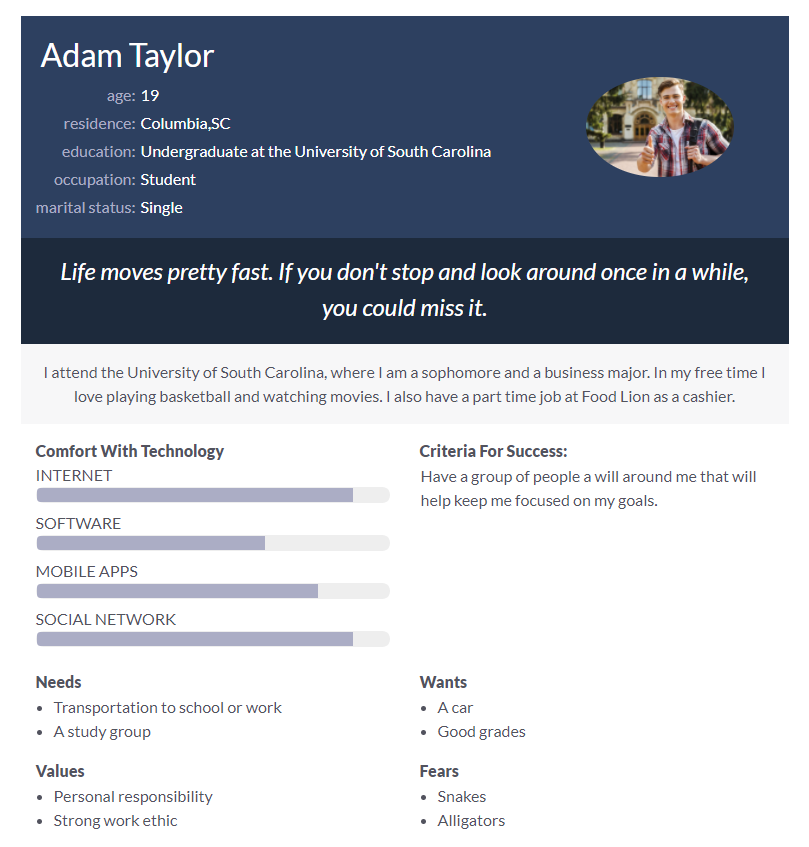 Adam Taylor
age: 19
residence: Columbia,SC
education: Undergraduate at the University of South Carolina
occupation: Student
marital status: Single
Life moves pretty fast. If you don't stop and look around once in a while,
you could miss it.
I attend the University of South Carolina, where I am a sophomore and a business major. In my free time I
love playing basketball and watching movies. I also have a part time job at Food Lion as a cashier.
Comfort With Technology
INTERNET
SOFTWARE
MOBILE APPS
SOCIAL NETWORK
Criteria For Success:
Have a group of people a will around me that will
help keep me focused on my goals.
Needs
• Transportation to school or work
• A study group
Wants
• A car
• Good grades
Values
• Personal responsibility
• Strong work ethic
Fears
• Snakes
• Alligators